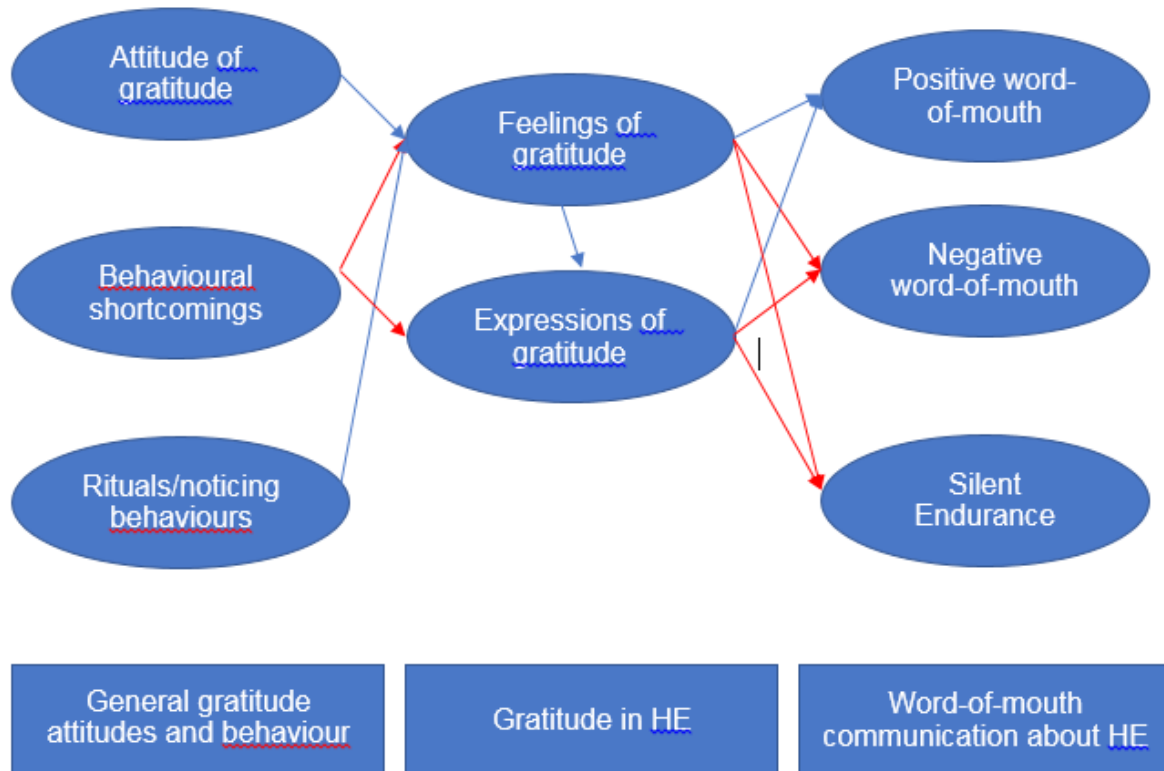 Attitude of
gratitude
Feelings of
gratitude
Positive word-
of-mouth
Behavioural
shortcomings
Expressions of
gratitude
Negative
word-of-mouth
Rituals/noticing
behaviours
Silent
Endurance
General gratitude
attitudes and behaviour
Gratitude in HE
Word-of-mouth
communication about HE